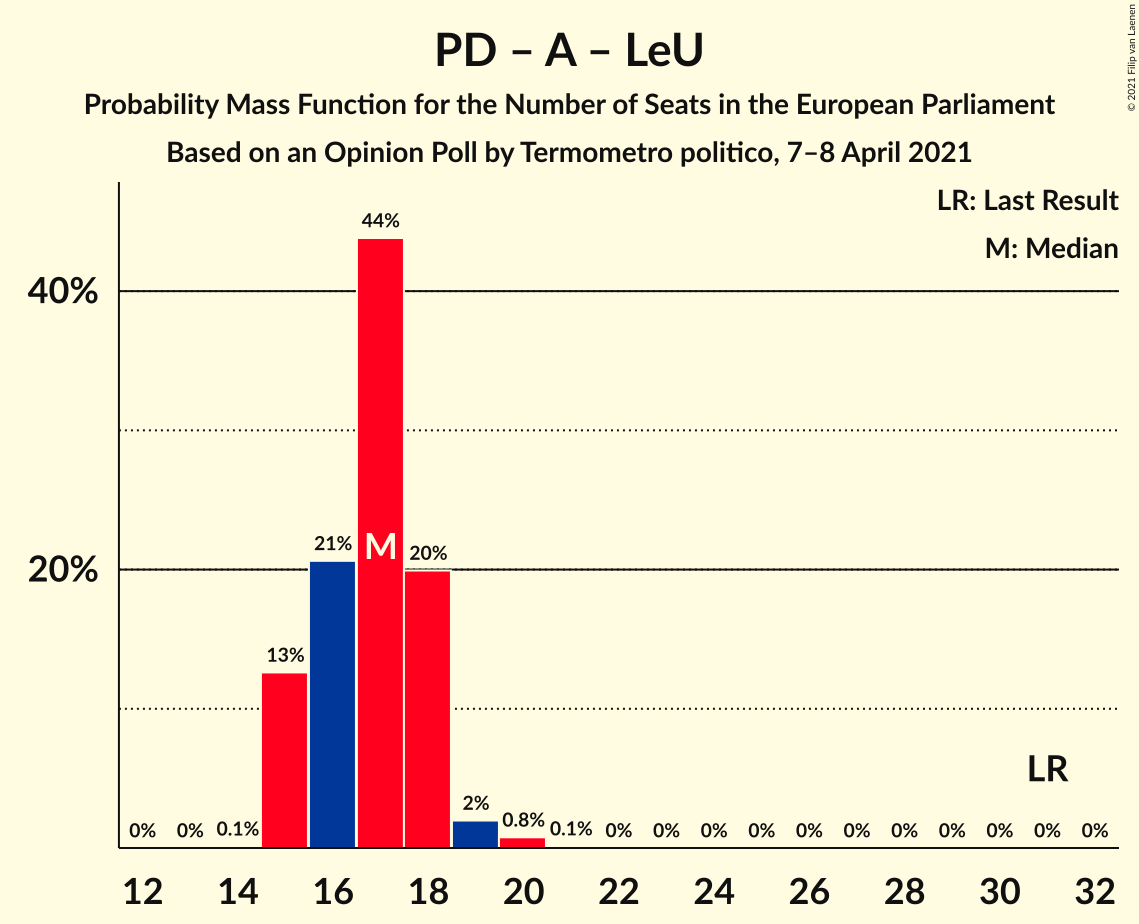 PD – A – LeU
Probability Mass Function for the Number of Seats in the European Parliament
Based on an Opinion Poll by Termometro politico, 7–8 April 2021
© 2021 Filip van Laenen
LR: Last Result
M: Median
44%
40%
21%
M
20%
20%
13%
LR
2%
0.8%
0% 0% 0.1% 0.1% 0% 0% 0% 0% 0% 0% 0% 0% 0% 0% 0%
12 14 16 18 20 22 24 26 28 30 32